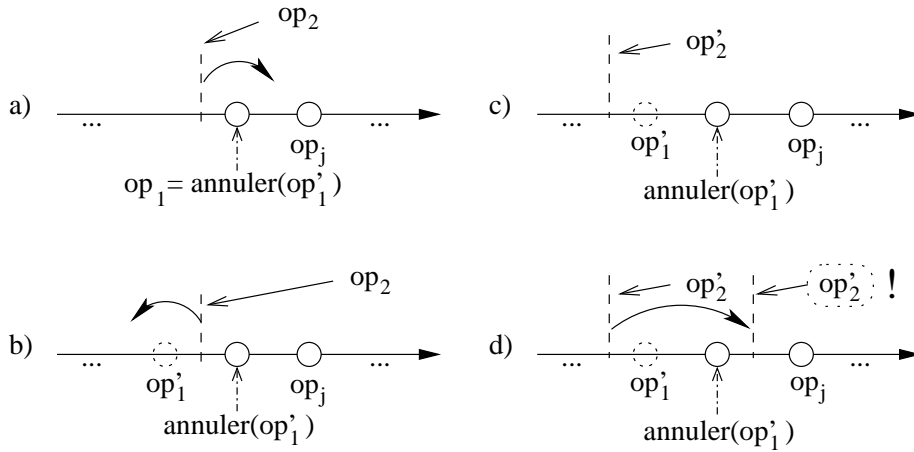 a)
op2
...
opj
...
op1 = annuler(op'1)
b)
op2
...
op'1
opj
...
annuler(op'1)
c)
op'2
...
op'1
opj
...
annuler(op'1)
d)
op'2
op'2 !
...
op'1
opj
...
annuler(op'1)